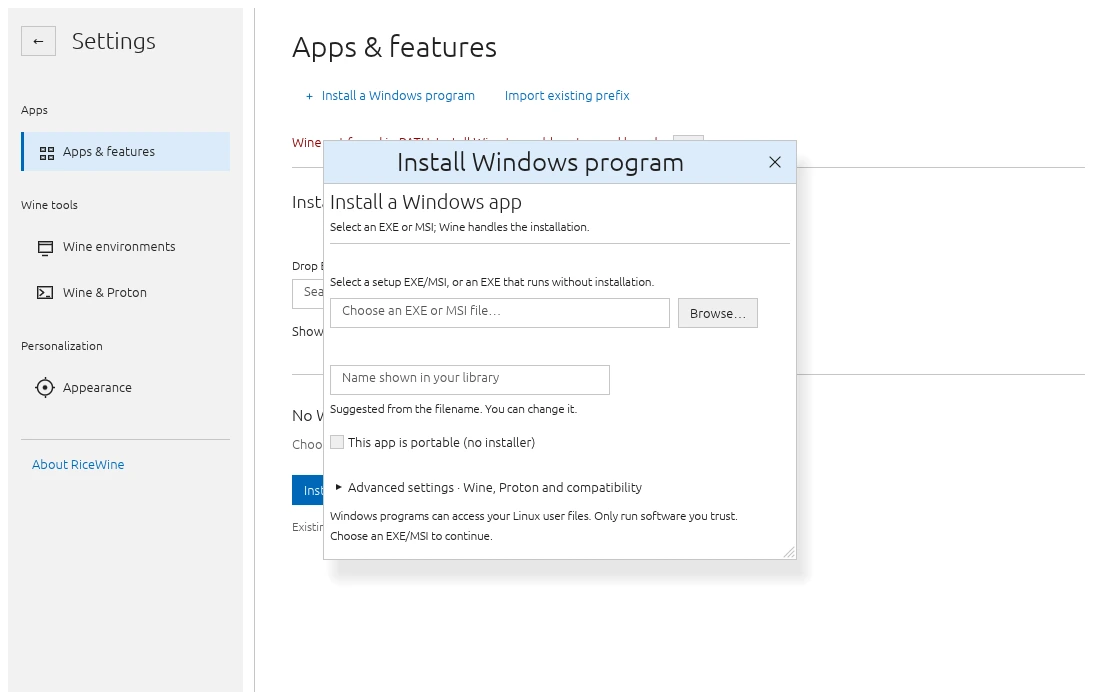 ← Settings
Apps
Apps & features
Wine tools
Wine environments
Wine & Proton
Personalization
Appearance
About RiceWine
Apps & features
+ Install a Windows program
Import existing prefix
Wine
Install Windows program
Install a Windows app
Select an EXE or MSI; Wine handles the installation.
Drop
Select a setup EXE/MSI, or an EXE that runs without installation.
Choose an EXE or MSI file…
Browse…
Show
Name shown in your library
Suggested from the filename. You can change it.
No
This app is portable (no installer)
Advanced settings · Wine, Proton and compatibility
Windows programs can access your Linux user files. Only run software you trust.
Choose an EXE/MSI to continue.